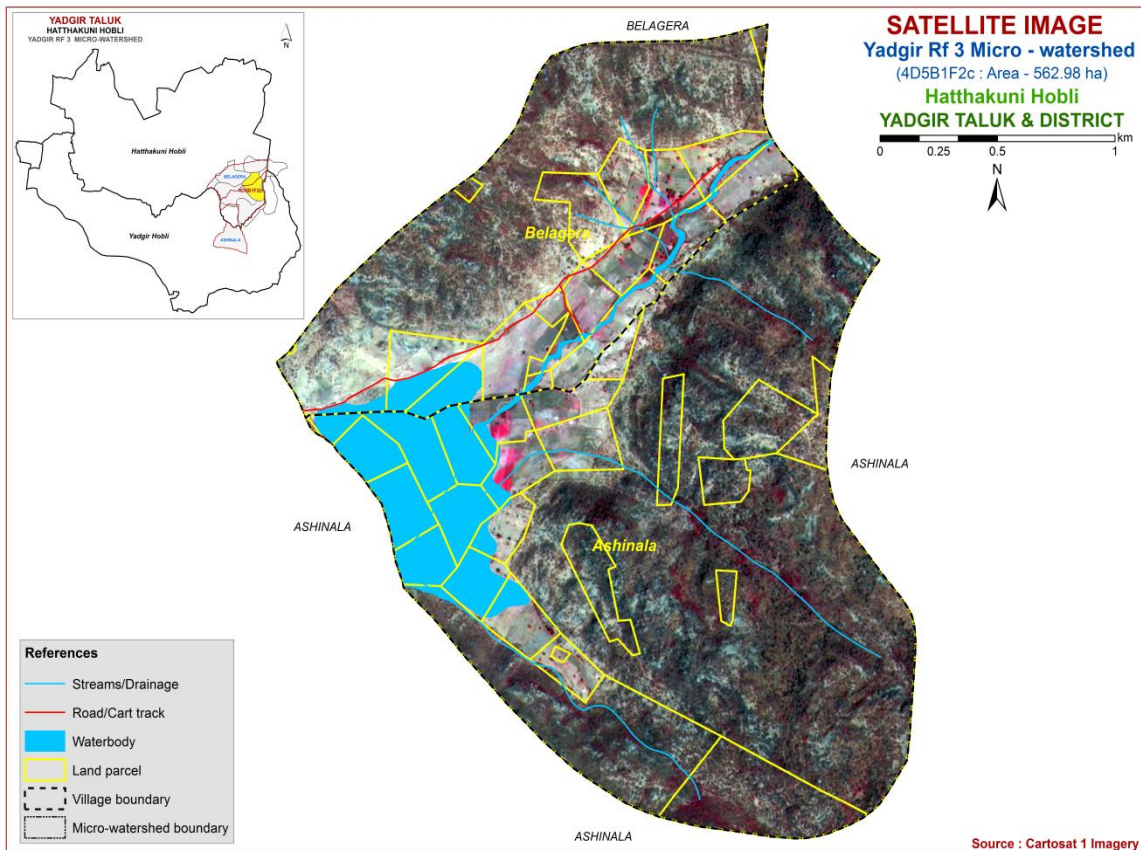 YADGIR TALUK
HATTHAKUNI HOBLI
YADGIR RF 3 MICRO-WATERSHED
N
Hatthakuni Hobli
BELAGERA
4D5B1F2c
Yadgir Hobli
ASHINALA
BELAGERA
SATELLITE IMAGE
Yadgir Rf 3 Micro - watershed
(4D5B1F2c : Area - 562.98 ha)
Hatthakuni Hobli
YADGIR TALUK & DISTRICT
km
0 0.25 0.5 1
N
Belagera
ASHINALA
ASHINALA
Ashinala
References
Streams/Drainage
Road/Cart track
Waterbody
Land parcel
Village boundary
Micro-watershed boundary
ASHINALA
Source : Cartosat 1 Imagery